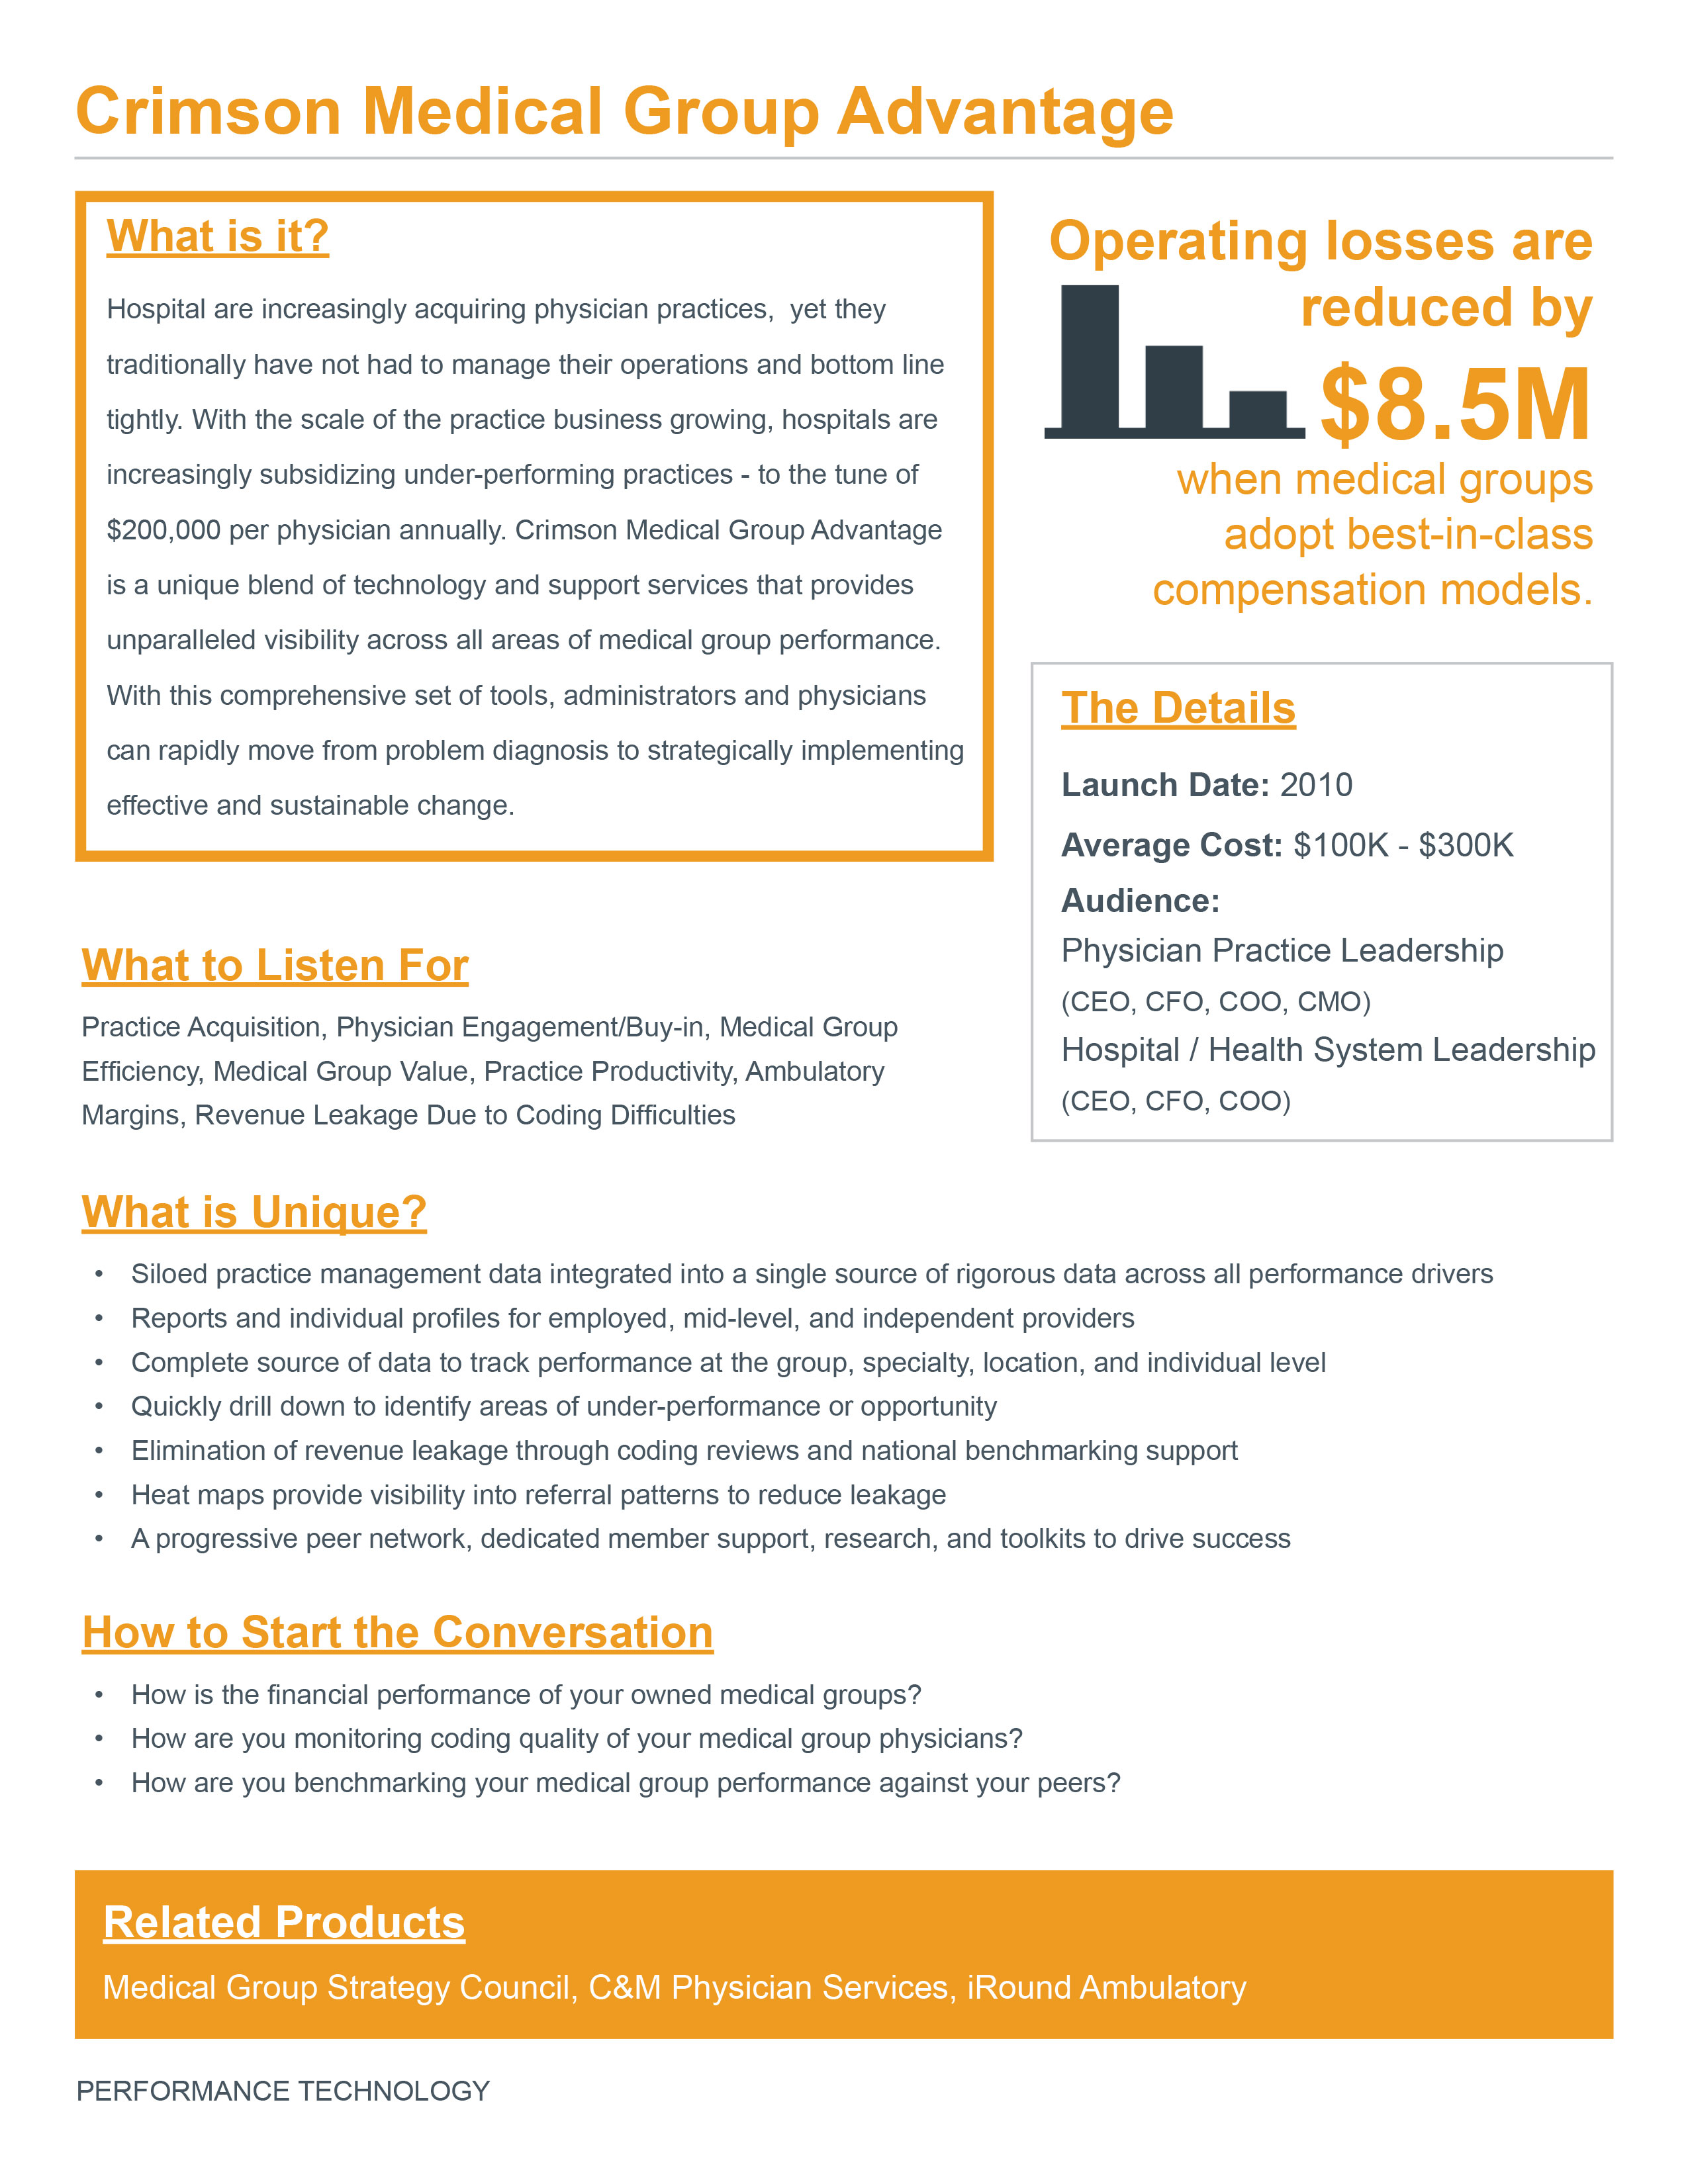 Crimson Medical Group Advantage
What is it?
Hospital are increasingly acquiring physician practices,  yet they
traditionally have not had to manage their operations and bottom line
tightly. With the scale of the practice business growing, hospitals are
increasingly subsidizing under-performing practices - to the tune of
$200,000 per physician annually. Crimson Medical Group Advantage
is a unique blend of technology and support services that provides
unparalleled visibility across all areas of medical group performance.
With this comprehensive set of tools, administrators and physicians
can rapidly move from problem diagnosis to strategically implementing
effective and sustainable change.
Operating losses are
reduced by
$8.5M
when medical groups
adopt best-in-class
compensation models.
The Details
Launch Date: 2010
Average Cost: $100K - $300K
Audience:
Physician Practice Leadership
(CEO, CFO, COO, CMO)
Hospital / Health System Leadership
(CEO, CFO, COO)
What to Listen For
Practice Acquisition, Physician Engagement/Buy-in, Medical Group
Efficiency, Medical Group Value, Practice Productivity, Ambulatory
Margins, Revenue Leakage Due to Coding Difficulties
What is Unique?
• Siloed practice management data integrated into a single source of rigorous data across all performance drivers
• Reports and individual profiles for employed, mid-level, and independent providers
• Complete source of data to track performance at the group, specialty, location, and individual level
• Quickly drill down to identify areas of under-performance or opportunity
• Elimination of revenue leakage through coding reviews and national benchmarking support
• Heat maps provide visibility into referral patterns to reduce leakage
• A progressive peer network, dedicated member support, research, and toolkits to drive success
How to Start the Conversation
• How is the financial performance of your owned medical groups?
• How are you monitoring coding quality of your medical group physicians?
• How are you benchmarking your medical group performance against your peers?
Related Products
Medical Group Strategy Council, C&M Physician Services, iRound Ambulatory
PERFORMANCE TECHNOLOGY